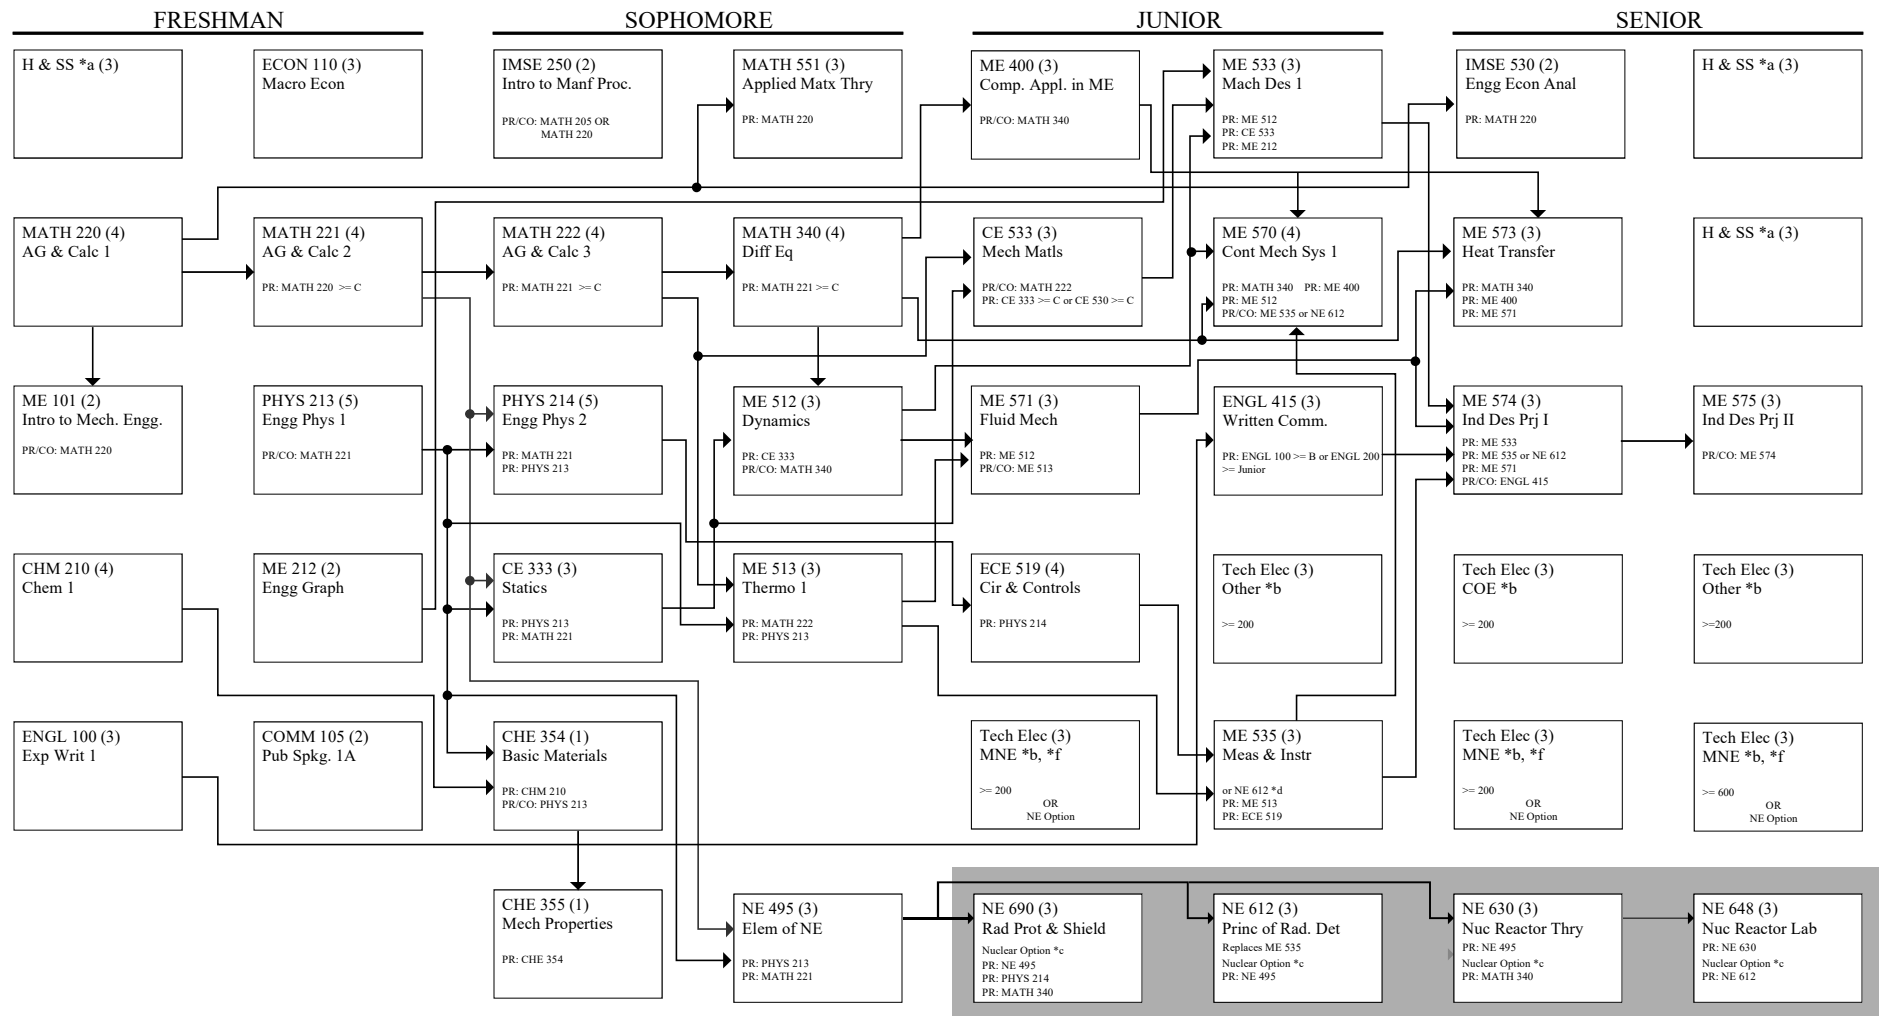 FRESHMAN
SOPHOMORE
JUNIOR
SENIOR
H & SS *a (3)
ECON 110 (3)
Macro Econ
IMSE 250 (2)
Intro to Manf Proc.
PR/CO: MATH 205 OR
MATH 220
MATH 551 (3)
Applied Matx Thry
PR: MATH 220
ME 400 (3)
Comp. Appl. in ME
PR/CO: MATH 340
ME 533 (3)
Mach Des 1
PR: ME 512
PR: CE 533
PR: ME 212
IMSE 530 (2)
Engg Econ Anal
PR: MATH 220
H & SS *a (3)
MATH 220 (4)
AG & Calc 1
MATH 221 (4)
AG & Calc 2
PR: MATH 220 >= C
MATH 222 (4)
AG & Calc 3
PR: MATH 221 >= C
MATH 340 (4)
Diff Eq
PR: MATH 221 >= C
CE 533 (3)
Mech Matls
PR/CO: MATH 222
PR: CE 333 >= C or CE 530 >= C
ME 570 (4)
Cont Mech Sys 1
PR: MATH 340 PR: ME 400
PR: ME 512
PR/CO: ME 535 or NE 612
ME 573 (3)
Heat Transfer
PR: MATH 340
PR: ME 400
PR: ME 571
H & SS *a (3)
ME 101 (2)
Intro to Mech. Engg.
PR/CO: MATH 220
PHYS 213 (5)
Engg Phys 1
PR/CO: MATH 221
PHYS 214 (5)
Engg Phys 2
PR: MATH 221
PR: PHYS 213
ME 512 (3)
Dynamics
PR: CE 333
PR/CO: MATH 340
ME 571 (3)
Fluid Mech
PR: ME 512
PR/CO: ME 513
ENGL 415 (3)
Written Comm.
PR: ENGL 100 >= B or ENGL 200
>= Junior
ME 574 (3)
Ind Des Prj I
PR: ME 533
PR: ME 535 or NE 612
PR: ME 571
PR/CO: ENGL 415
ME 575 (3)
Ind Des Prj II
PR/CO: ME 574
CHM 210 (4)
Chem 1
ME 212 (2)
Engg Graph
CE 333 (3)
Statics
PR: PHYS 213
PR: MATH 221
ME 513 (3)
Thermo 1
PR: MATH 222
PR: PHYS 213
ECE 519 (4)
Cir & Controls
PR: PHYS 214
Tech Elec (3)
Other *b
>= 200
Tech Elec (3)
COE *b
>= 200
Tech Elec (3)
Other *b
>=200
ENGL 100 (3)
Exp Writ 1
COMM 105 (2)
Pub Spkg. 1A
CHE 354 (1)
Basic Materials
PR: CHM 210
PR/CO: PHYS 213
Tech Elec (3)
MNE *b, *f
>= 200
OR
NE Option
ME 535 (3)
Meas & Instr
or NE 612 *d
PR: ME 513
PR: ECE 519
Tech Elec (3)
MNE *b, *f
>= 200
OR
NE Option
Tech Elec (3)
MNE *b, *f
>= 600
OR
NE Option
CHE 355 (1)
Mech Properties
PR: CHE 354
NE 495 (3)
Elem of NE
PR: PHYS 213
PR: MATH 221
NE 690 (3)
Rad Prot & Shield
Nuclear Option *c
PR: NE 495
PR: PHYS 214
PR: MATH 340
NE 612 (3)
Princ of Rad. Det
Replaces ME 535
Nuclear Option *c
PR: NE 495
NE 630 (3)
Nuc Reactor Thry
PR: NE 495
Nuclear Option *c
PR: MATH 340
NE 648 (3)
Nuc Reactor Lab
PR: NE 630
Nuclear Option *c
PR: NE 612